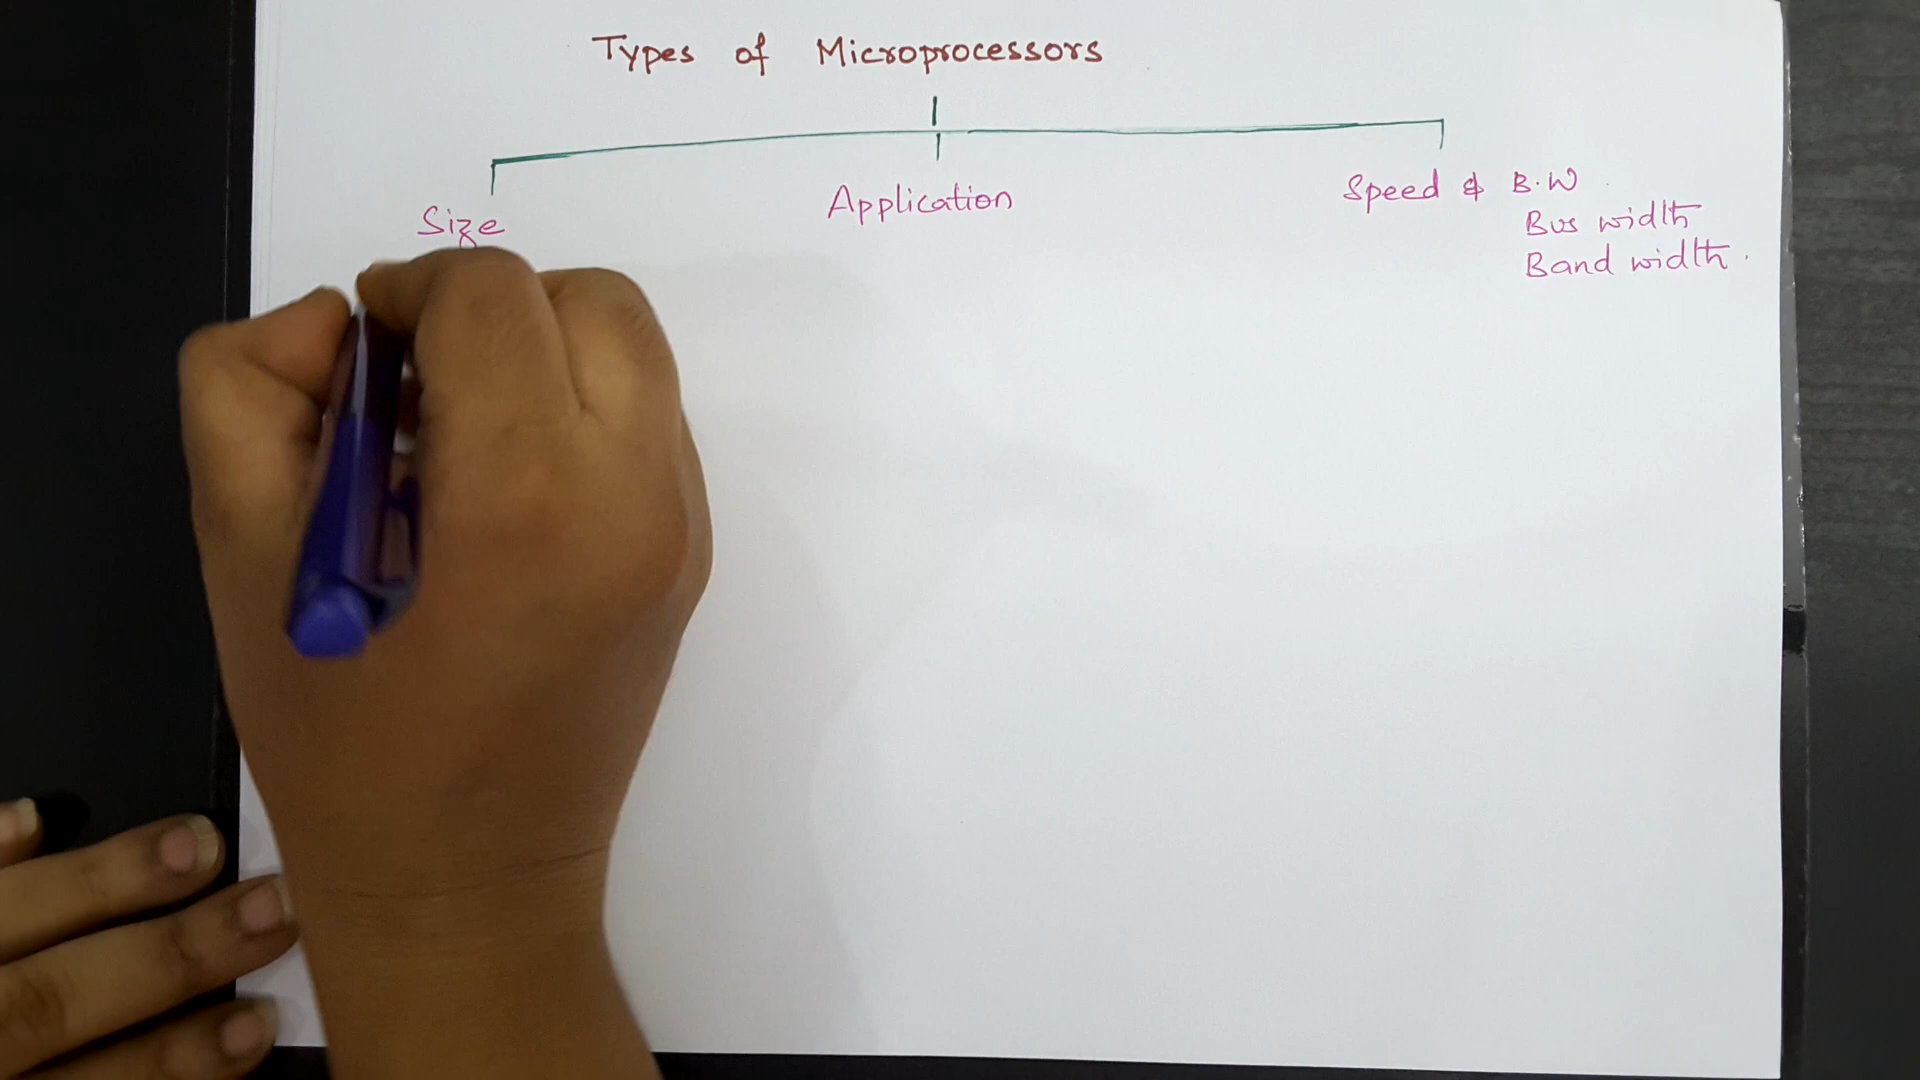 Types of Microprocessors
Size
Application
Speed & B.W
Bus width
Band width.